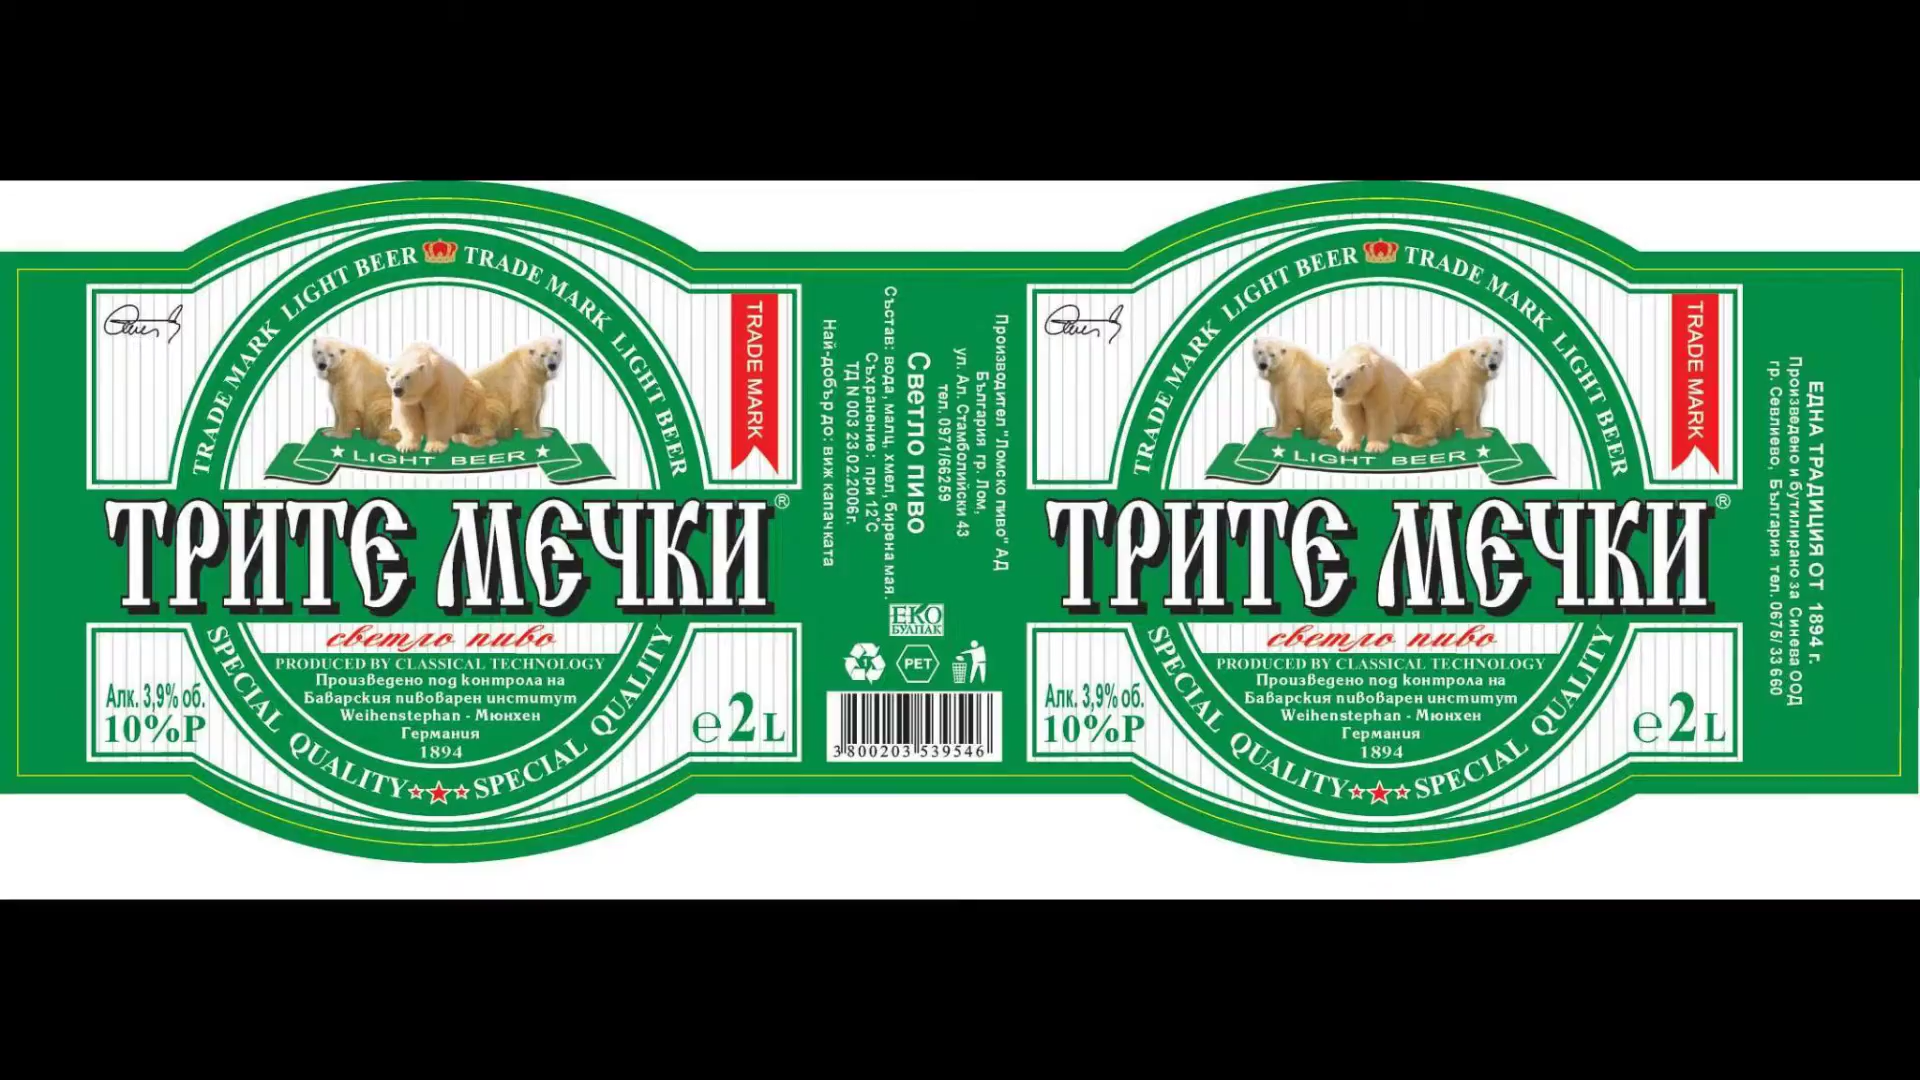 TRADE MARK LIGHT BEER TRADE MARK LIGHT BEER
TRADE MARK
★ LIGHT BEER ★
ТРИТЕ МЕЧКИ®
светло пиво
PRODUCED BY CLASSICAL TECHNOLOGY
Произведено под контрола на
Баварския пивоварен институт
Weihenstephan - Мюнхен
Германия
1894
Алк. 3,9% об.
10%P
e 2 L
SPECIAL QUALITY SPECIAL QUALITY
Производител "Ломско пиво" АД
България гр. Лом,
ул. Ал. Стамболийски 43
тел. 0971/66259
Светло пиво
Състав: вода, малц, хмел, бирена мая.
Съхранение: при 12°C
ТД N 003 23.02.2006г.
Най-добър до: виж капачката
ЕКО
БУЛПАК
1
PET
3800203 539546
TRADE MARK LIGHT BEER TRADE MARK LIGHT BEER
TRADE MARK
★ LIGHT BEER ★
ТРИТЕ МЕЧКИ®
светло пиво
PRODUCED BY CLASSICAL TECHNOLOGY
Произведено под контрола на
Баварския пивоварен институт
Weihenstephan - Мюнхен
Германия
1894
Алк. 3,9% об.
10%P
e 2 L
SPECIAL QUALITY SPECIAL QUALITY
ЕДНА ТРАДИЦИЯ ОТ 1894 г.
Произведено и бутилирано за Синева ООД
гр. Севлиево, България тел. 0675/33 660